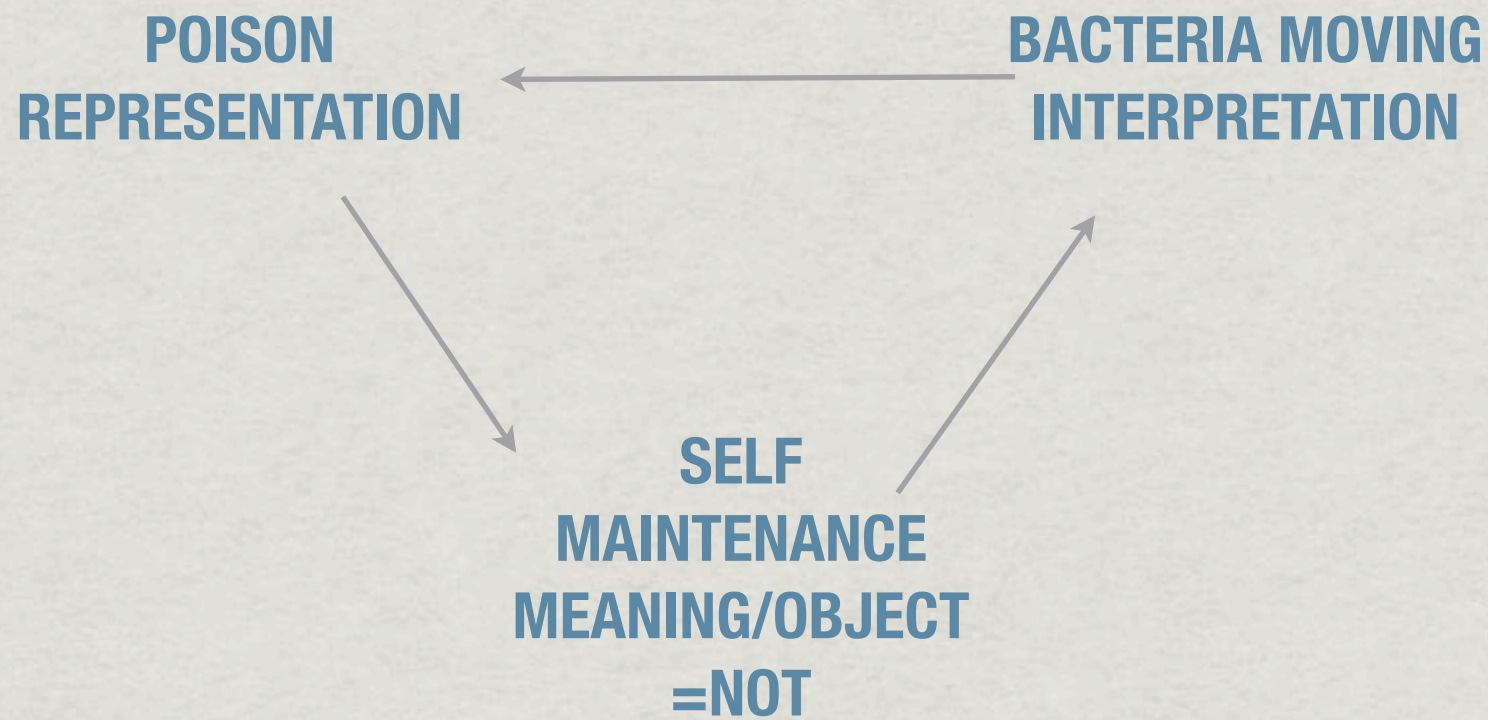 POISON
REPRESENTATION
BACTERIA MOVING
INTERPRETATION
SELF
MAINTENANCE
MEANING/OBJECT
=NOT